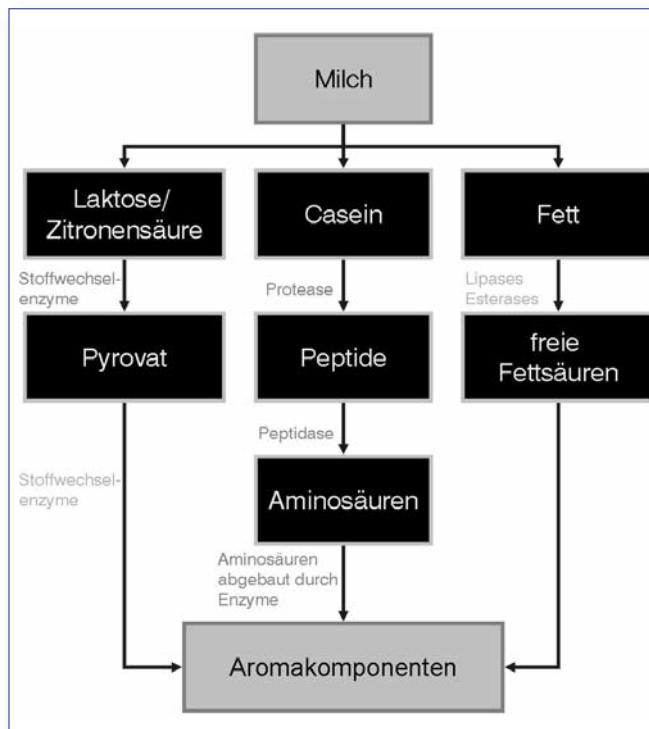 Milch
Laktose/
Zitronensäure
Casein
Fett
Stoffwechsel-
enzyme
Protease
Lipases
Esterases
Pyrovat
Peptide
freie
Fettsäuren
Peptidase
Stoffwechsel-
enzyme
Aminosäuren
Aminosäuren
abgebaut durch
Enzyme
Aromakomponenten